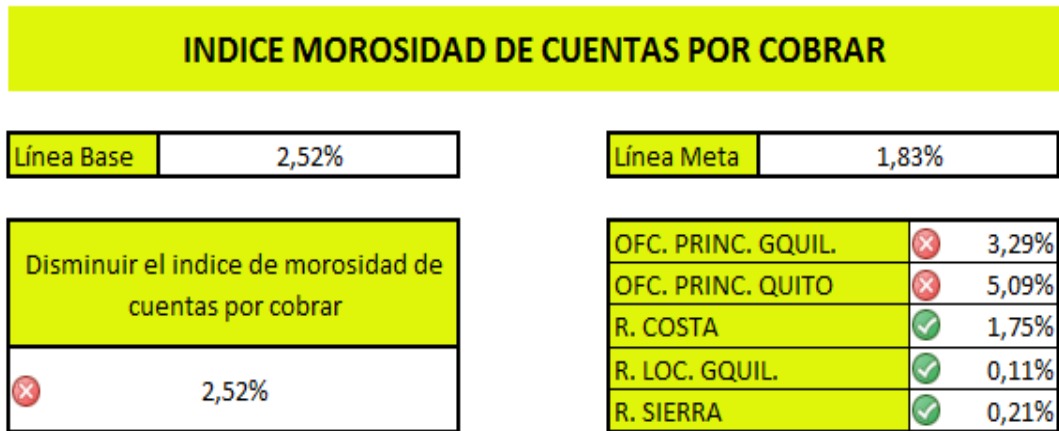 INDICE MOROSIDAD DE CUENTAS POR COBRAR
Línea Base 2,52%
Línea Meta 1,83%
Disminuir el indice de morosidad de
cuentas por cobrar
2,52%
OFC. PRINC. GQUIL. 3,29%
OFC. PRINC. QUITO 5,09%
R. COSTA 1,75%
R. LOC. GQUIL. 0,11%
R. SIERRA 0,21%